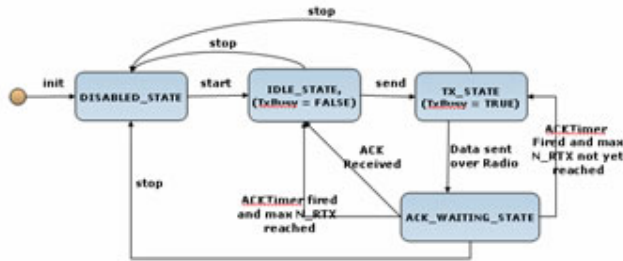 stop
stop
init
DISABLED_STATE
start
IDLE_STATE,
(TxBusy = FALSE)
send
TX_STATE
(TxBusy = TRUE)
ACK
Received
Data sent
over Radio
ACKTimer
Fired and max
N_RTX not yet
reached
stop
ACKTimer fired
and max N_RTX
reached
ACK_WAITING_STATE